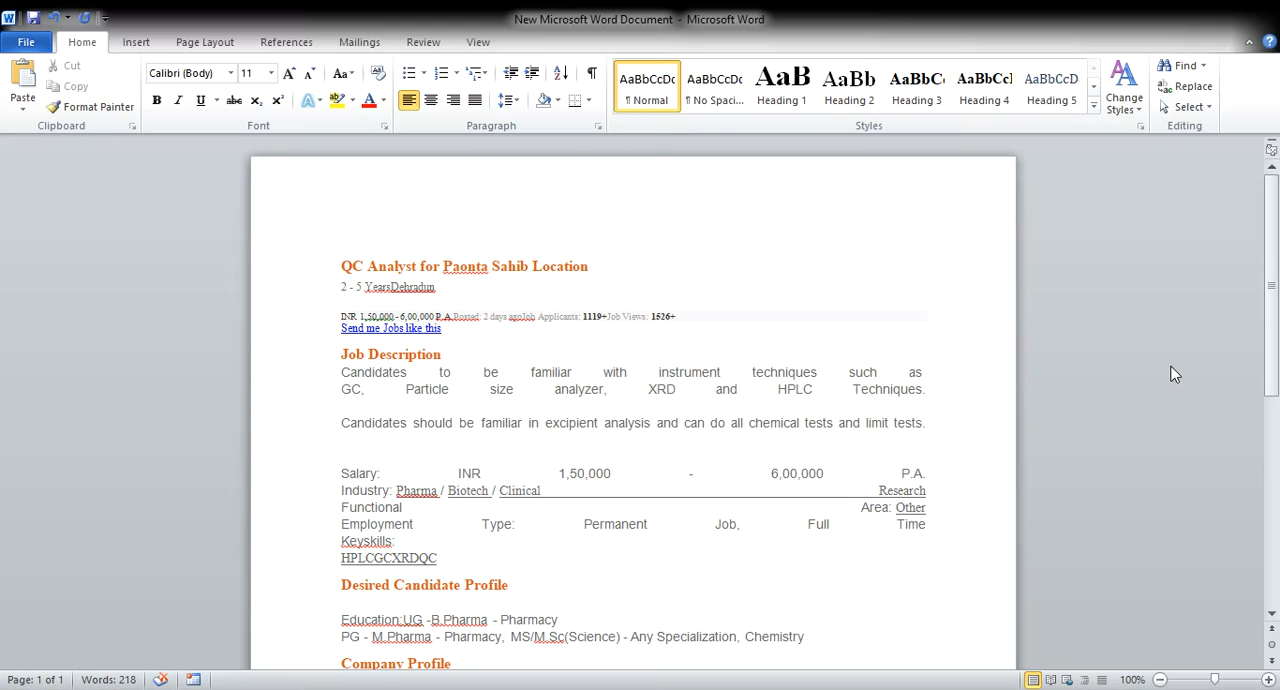 New Microsoft Word Document - Microsoft Word
File Home Insert Page Layout References Mailings Review View
Paste
Cut
Copy
Format Painter
Clipboard
Calibri (Body) 11
Font
Paragraph
AaBbCcDc AaBbCcDc AaB AaBb AaBbC AaBbCcI AaBbCcD
¶ Normal ¶ No Spaci... Heading 1 Heading 2 Heading 3 Heading 4 Heading 5
Styles
Change Styles
Find
Replace
Select
Editing
QC Analyst for Paonta Sahib Location
2 - 5 YearsDehradun
INR 1,50,000 - 6,00,000 P.A.Posted: 2 days agoJob Applicants: 1119+Job Views: 1526+
Send me Jobs like this
Job Description
Candidates to be familiar with instrument techniques such as
GC, Particle size analyzer, XRD and HPLC Techniques.
Candidates should be familiar in excipient analysis and can do all chemical tests and limit tests.
Salary: INR 1,50,000 - 6,00,000 P.A.
Industry: Pharma / Biotech / Clinical Research
Functional Area: Other
Employment Type: Permanent Job, Full Time
Keyskills:
HPLCGCXRDQC
Desired Candidate Profile
Education:UG -B.Pharma - Pharmacy
PG - M.Pharma - Pharmacy, MS/M.Sc(Science) - Any Specialization, Chemistry
Company Profile
Page: 1 of 1 Words: 218 100%